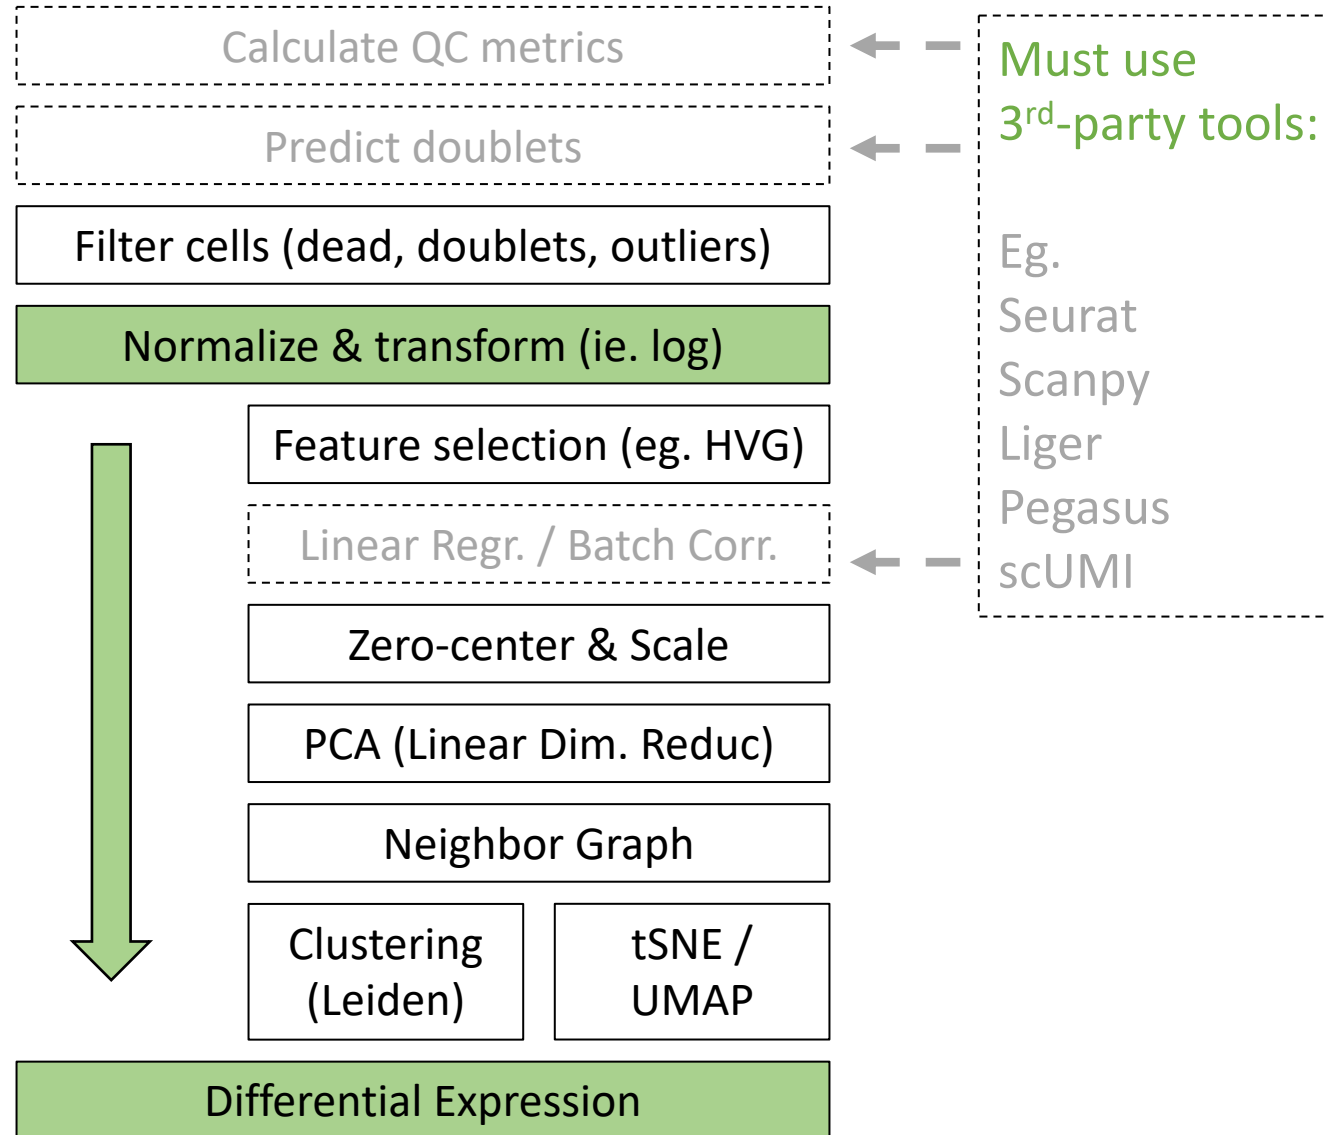 Calculate QC metrics
Predict doublets
Filter cells (dead, doublets, outliers)
Normalize & transform (ie. log)
Feature selection (eg. HVG)
Linear Regr. / Batch Corr.
Zero-center & Scale
PCA (Linear Dim. Reduc)
Neighbor Graph
Clustering
(Leiden)
tSNE /
UMAP
Differential Expression
Must use
3rd-party tools:
Eg.
Seurat
Scanpy
Liger
Pegasus
scUMI